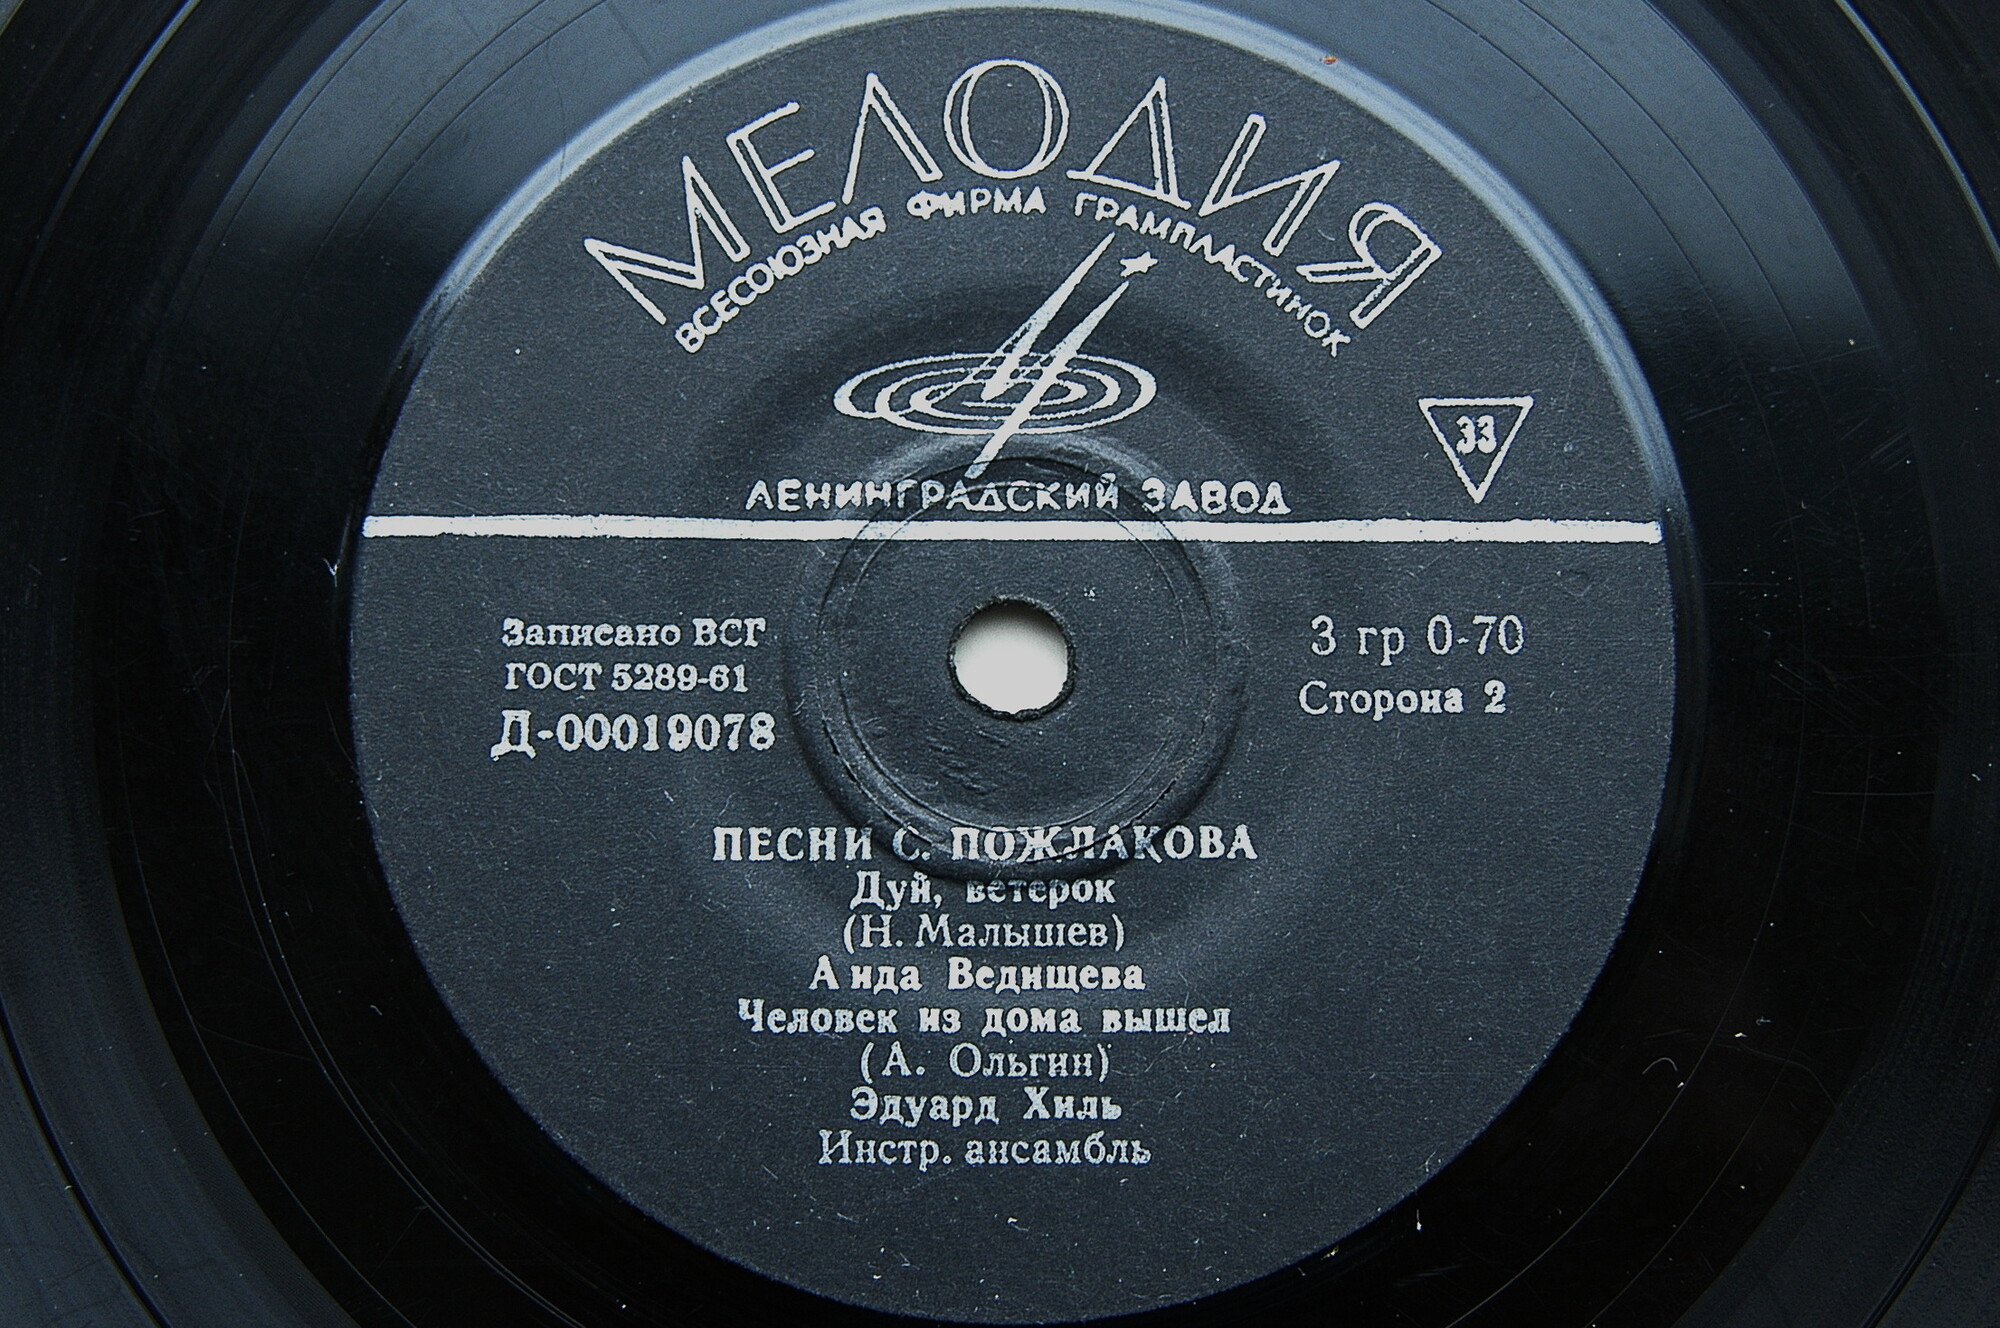 МЕЛОДИЯ
ВСЕСОЮЗНАЯ ФИРМА ГРАМПЛАСТИНОК
33
ЛЕНИНГРАДСКИЙ ЗАВОД
Записано ВСГ
ГОСТ 5289-61
Д-00019078
3 гр 0-70
Сторона 2
ПЕСНИ С. ПОЖЛАКОВА
Дуй, ветерок
(Н. Малышев)
Аида Ведищева
Человек из дома вышел
(А. Ольгин)
Эдуард Хиль
Инстр. ансамбль